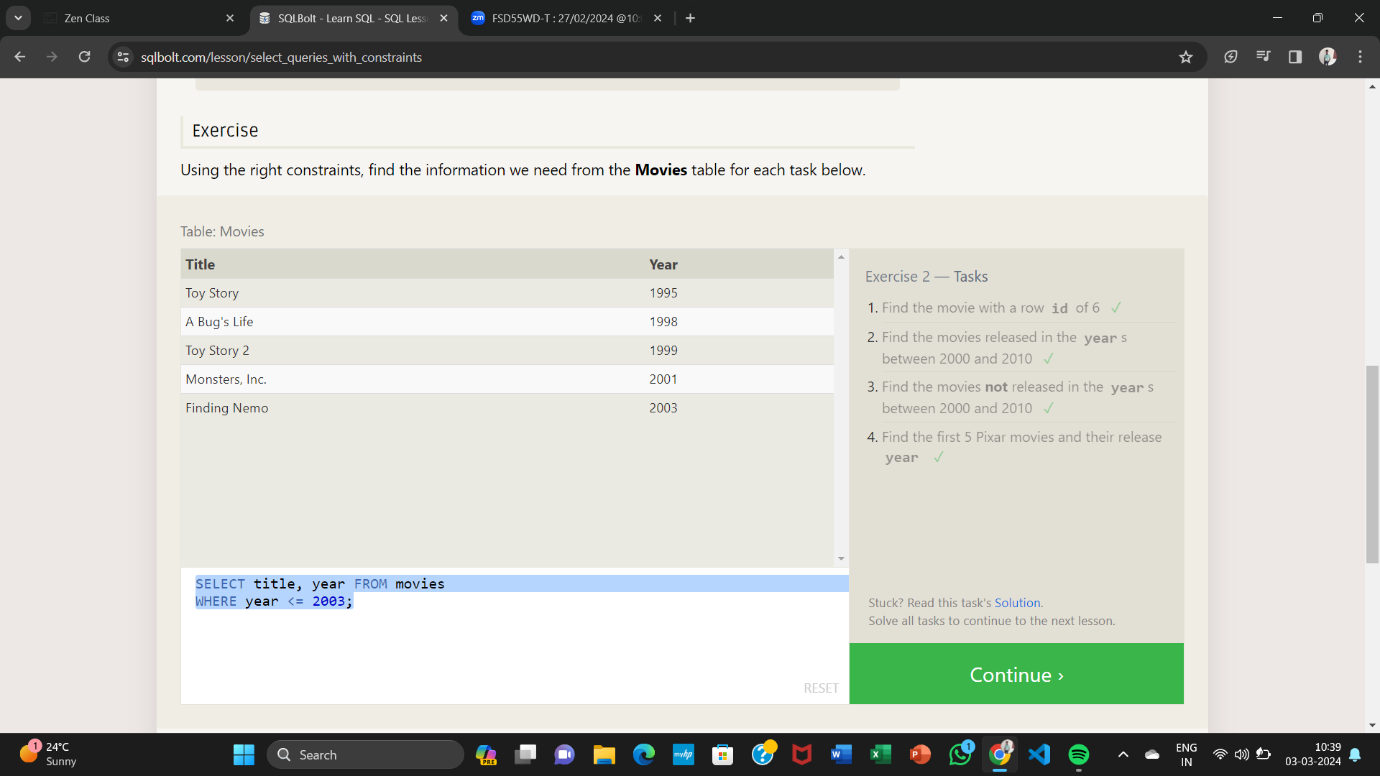 Zen Class
SQLBolt - Learn SQL - SQL Less
zm FSD55WD-T : 27/02/2024 @10:
sqlbolt.com/lesson/select_queries_with_constraints
Exercise
Using the right constraints, find the information we need from the Movies table for each task below.
Table: Movies
Title Year
Toy Story 1995
A Bug's Life 1998
Toy Story 2 1999
Monsters, Inc. 2001
Finding Nemo 2003
SELECT title, year FROM movies
WHERE year <= 2003;
RESET
Exercise 2 — Tasks
1. Find the movie with a row id of 6 ✓
2. Find the movies released in the year s
between 2000 and 2010 ✓
3. Find the movies not released in the year s
between 2000 and 2010 ✓
4. Find the first 5 Pixar movies and their release
year ✓
Stuck? Read this task's Solution.
Solve all tasks to continue to the next lesson.
Continue ›
1
24°C
Sunny
Search
PRE
myhp
W
X
P
1
ENG
IN
10:39
03-03-2024